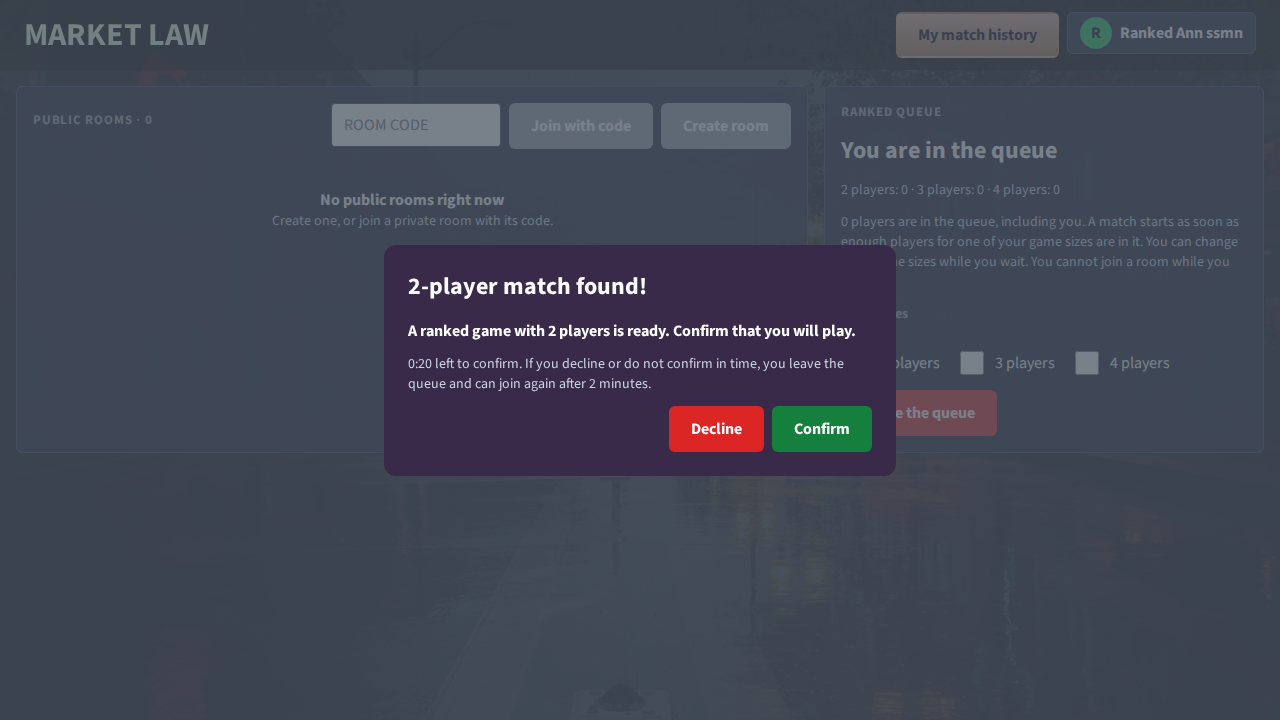 MARKET LAW
My match history
R
Ranked Ann ssmn
PUBLIC ROOMS · 0
ROOM CODE
Join with code
Create room
No public rooms right now
Create one, or join a private room with its code.
RANKED QUEUE
You are in the queue
2 players: 0 · 3 players: 0 · 4 players: 0
0 players are in the queue, including you. A match starts as soon as
enough players for one of your game sizes are in it. You can change
sizes while you wait. You cannot join a room while you
players
3 players
4 players
the queue
2-player match found!
A ranked game with 2 players is ready. Confirm that you will play.
0:20 left to confirm. If you decline or do not confirm in time, you leave the
queue and can join again after 2 minutes.
Decline
Confirm